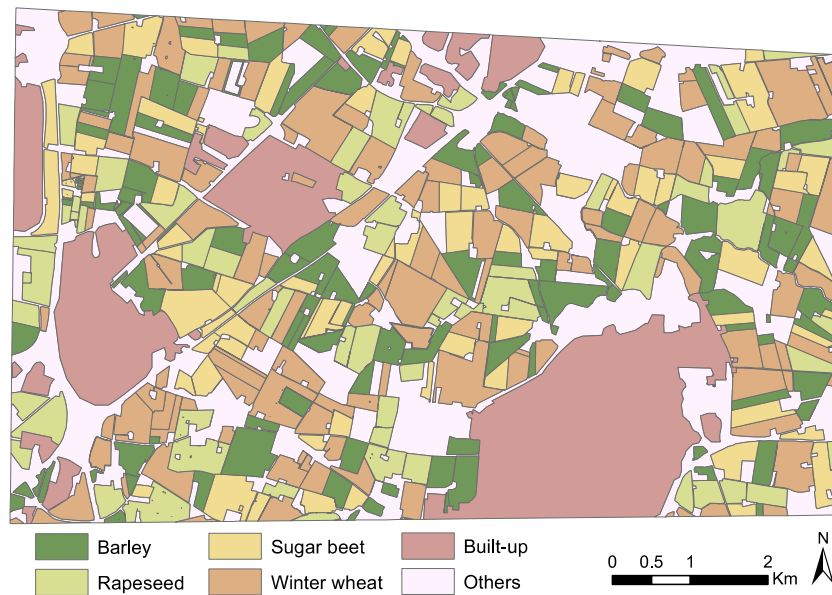 Barley
Sugar beet
Built-up
Rapeseed
Winter wheat
Others
0 0.5 1 2
Km
N